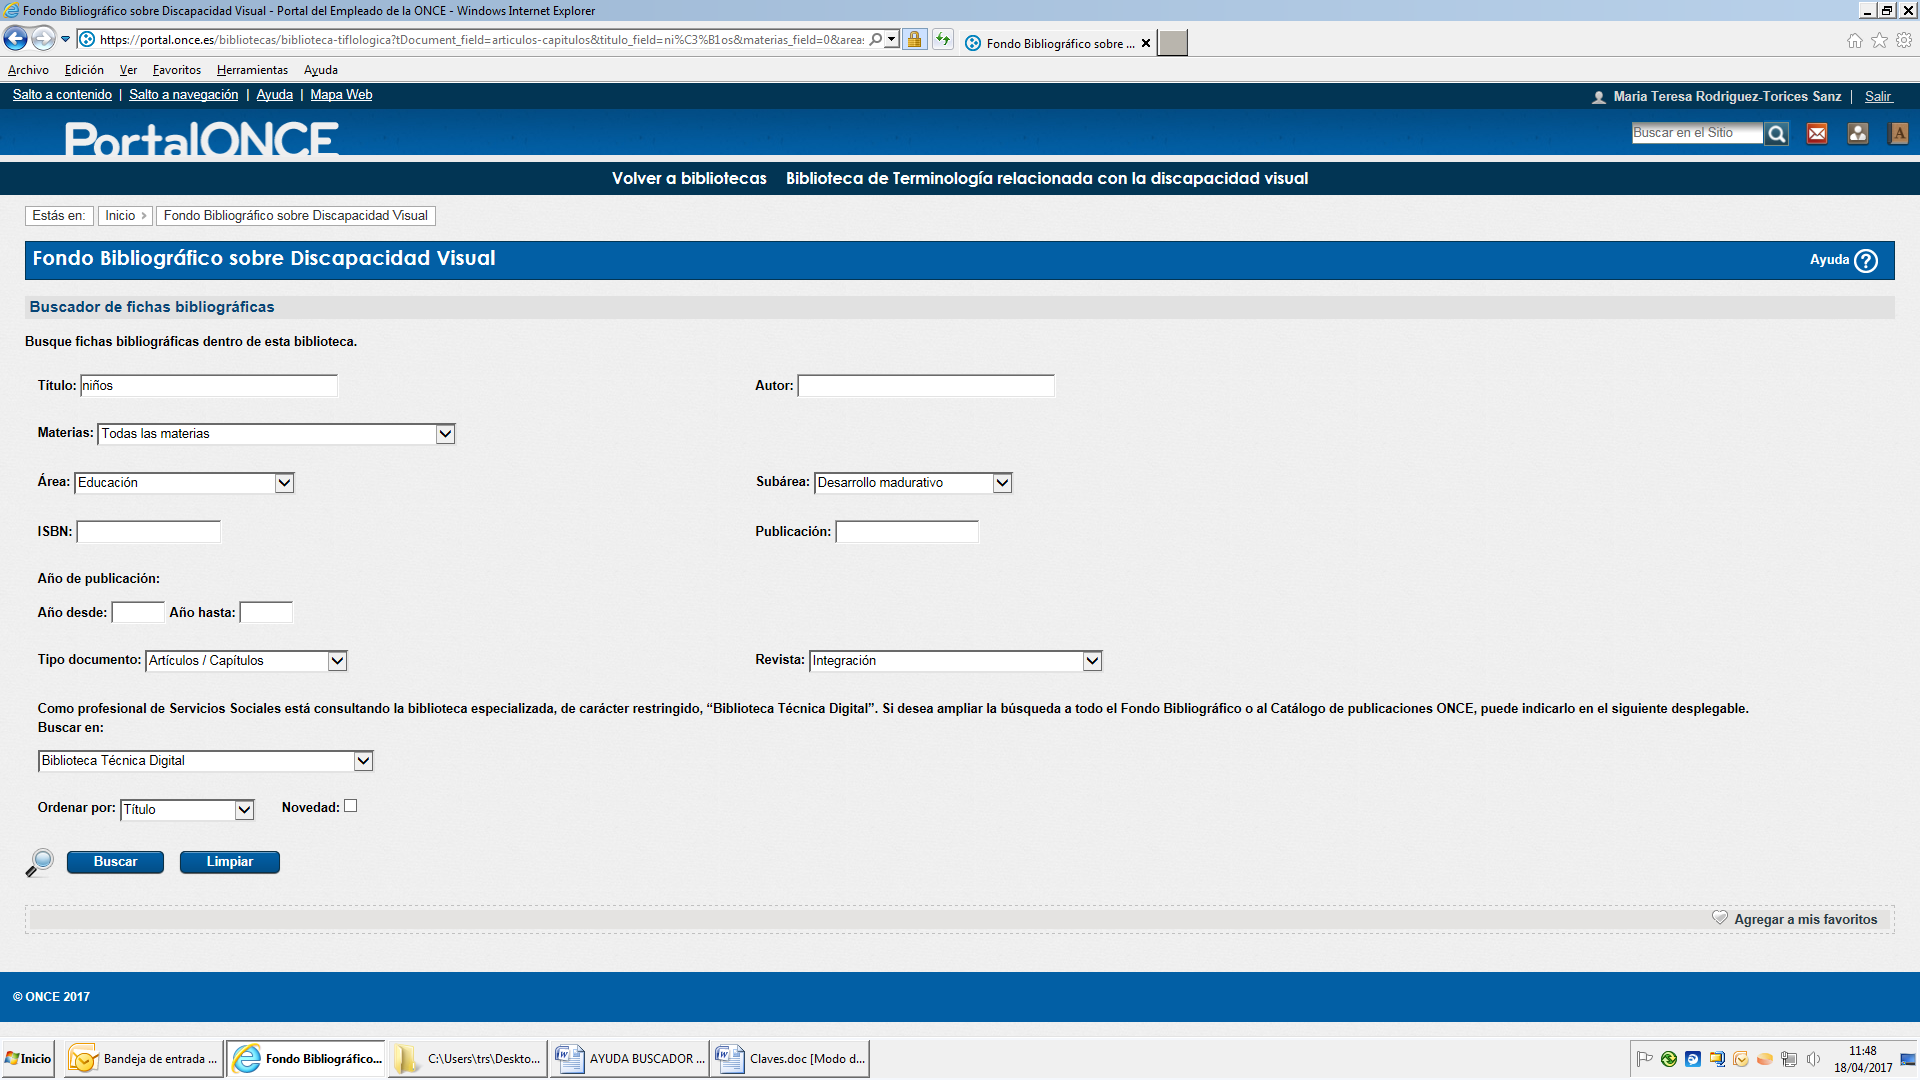 Fondo Bibliográfico sobre Discapacidad Visual - Portal del Empleado de la ONCE - Windows Internet Explorer
https://portal.once.es/bibliotecas/biblioteca-tiflologica?tDocument_field=articulos-capitulos&titulo_field=ni%C3%B1os&materias_field=0&area: Fondo Bibliográfico sobre ...
Archivo Edición Ver Favoritos Herramientas Ayuda
Salto a contenido | Salto a navegación | Ayuda | Mapa Web
Maria Teresa Rodriguez-Torices Sanz | Salir
PortalONCE
Buscar en el Sitio
Volver a bibliotecas Biblioteca de Terminología relacionada con la discapacidad visual
Estás en: Inicio Fondo Bibliográfico sobre Discapacidad Visual
Fondo Bibliográfico sobre Discapacidad Visual
Ayuda ?
Buscador de fichas bibliográficas
Busque fichas bibliográficas dentro de esta biblioteca.
Título: niños
Autor:
Materias: Todas las materias
Área: Educación
Subárea: Desarrollo madurativo
ISBN:
Publicación:
Año de publicación:
Año desde: Año hasta:
Tipo documento: Artículos / Capítulos
Revista: Integración
Como profesional de Servicios Sociales está consultando la biblioteca especializada, de carácter restringido, “Biblioteca Técnica Digital”. Si desea ampliar la búsqueda a todo el Fondo Bibliográfico o al Catálogo de publicaciones ONCE, puede indicarlo en el siguiente desplegable.
Buscar en:
Biblioteca Técnica Digital
Ordenar por: Título Novedad:
Buscar Limpiar
Agregar a mis favoritos
© ONCE 2017
Inicio Bandeja de entrada ... Fondo Bibliográfico... C:\Users\trs\Deskto... AYUDA BUSCADOR ... Claves.doc [Modo d...
11:48
18/04/2017